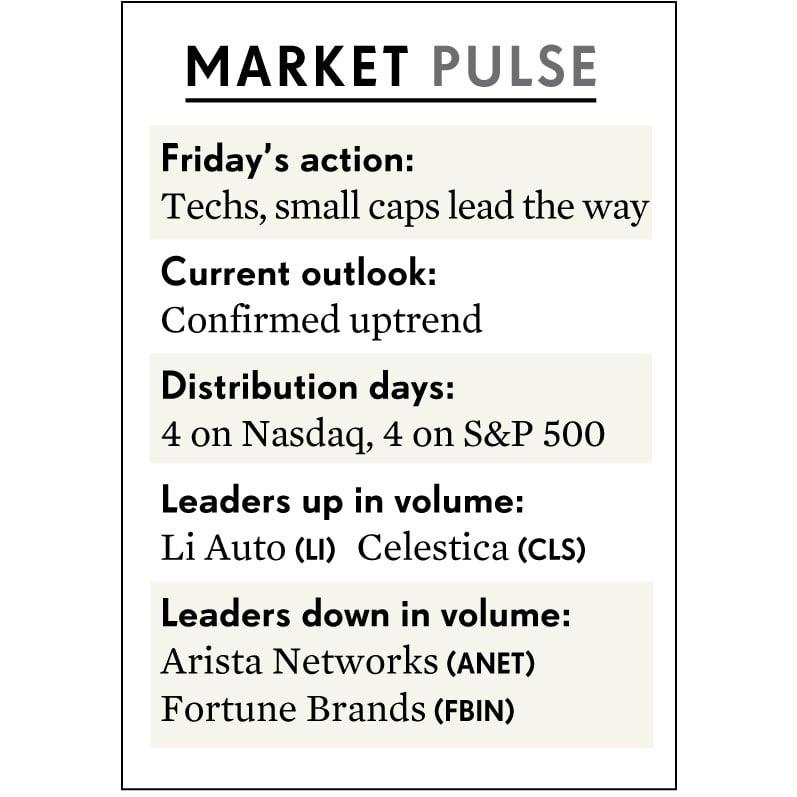 MARKET PULSE
Friday's action:
Techs, small caps lead the way
Current outlook:
Confirmed uptrend
Distribution days:
4 on Nasdaq, 4 on S&P 500
Leaders up in volume:
Li Auto (LI) Celestica (CLS)
Leaders down in volume:
Arista Networks (ANET)
Fortune Brands (FBIN)